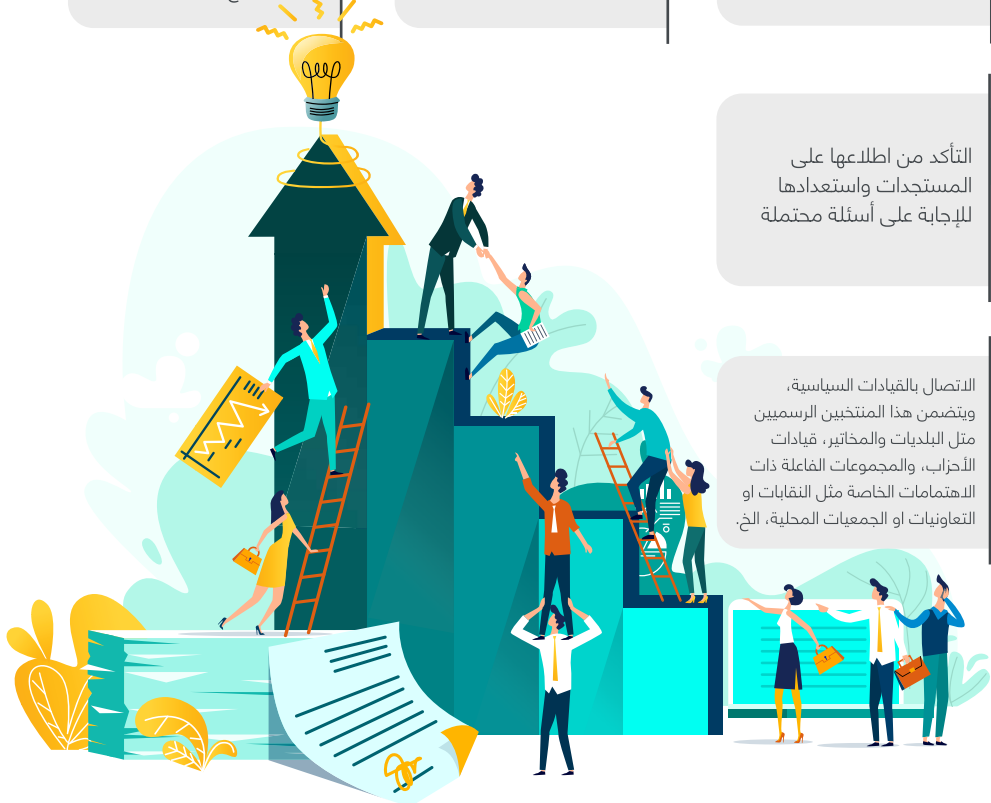 التأكد من اطلاعها على
المستجدات واستعدادها
للإجابة على أسئلة محتملة
الاتصال بالقيادات السياسية،
ويتضمن هذا المنتخبين الرسميين
مثل البلديات والمخاتير، قيادات
الأحزاب، والمجموعات الفاعلة ذات
الاهتمامات الخاصة مثل النقابات او
التعاونيات او الجمعيات المحلية، الخ.